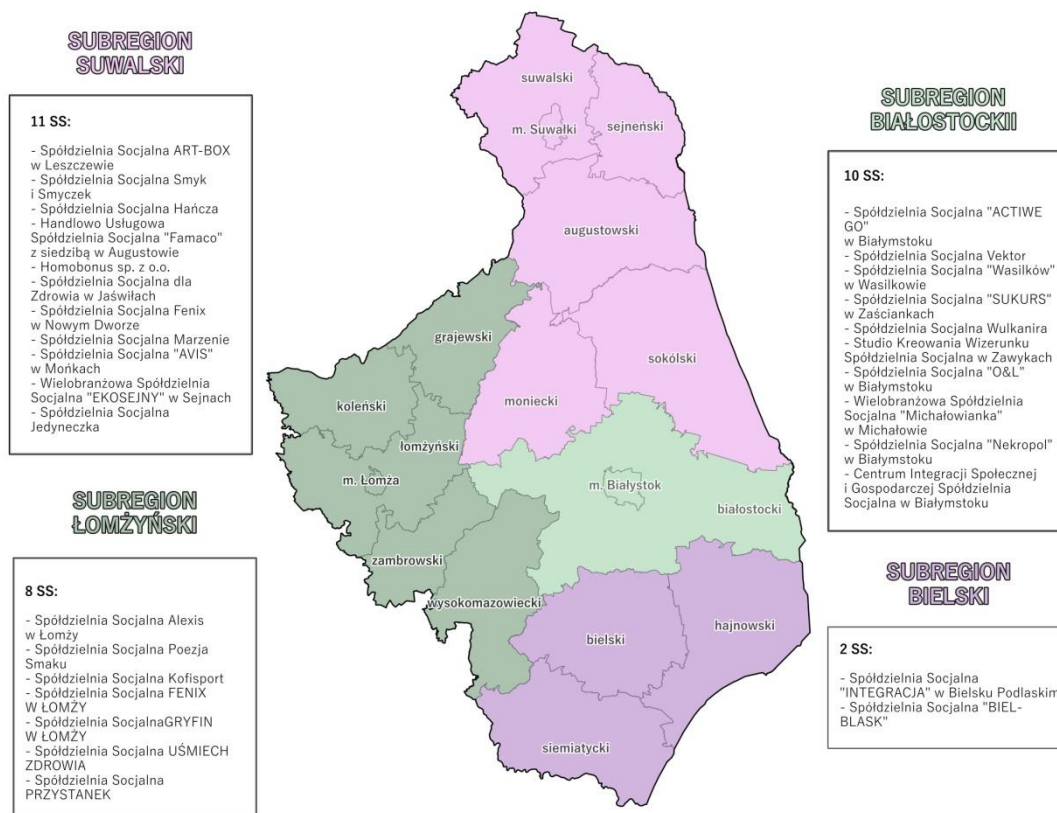 SUBREGION
SUWALSKI
11 SS:
- Spółdzielnia Socjalna ART-BOX
w Leszczewie
- Spółdzielnia Socjalna Smyk
i Smyczek
- Spółdzielnia Socjalna Hańcza
- Handlowo Usługowa
Spółdzielnia Socjalna "Famaco"
z siedzibą w Augustowie
- Homobonus sp. z o.o.
- Spółdzielnia Socjalna dla
Zdrowia w Jaświłach
- Spółdzielnia Socjalna Fenix
w Nowym Dworze
- Spółdzielnia Socjalna Marzenie
- Spółdzielnia Socjalna "AVIS"
w Mońkach
- Wielobranżowa Spółdzielnia
Socjalna "EKOSEJNY" w Sejnach
- Spółdzielnia Socjalna
Jedyneczka
SUBREGION
ŁOMŻYŃSKI
8 SS:
- Spółdzielnia Socjalna Alexis
w Łomży
- Spółdzielnia Socjalna Poezja
Smaku
- Spółdzielnia Socjalna Kofisport
- Spółdzielnia Socjalna FENIX
W ŁOMŻY
- Spółdzielnia SocjalnaGRYFIN
W ŁOMŻY
- Spółdzielnia Socjalna UŚMIECH
ZDROWIA
- Spółdzielnia Socjalna
PRZYSTANEK
suwalski
m. Suwałki
sejneński
augustowski
grajewski
sokólski
moniecki
koleński
łomżyński
m. Łomża
m. Białystok
białostocki
zambrowski
wysokomazowiecki
hajnowski
bielski
siemiatycki
SUBREGION
BIAŁOSTOCKII
10 SS:
- Spółdzielnia Socjalna "ACTIWE
GO"
w Białymstoku
- Spółdzielnia Socjalna Vektor
- Spółdzielnia Socjalna "Wasilków"
w Wasilkowie
- Spółdzielnia Socjalna "SUKURS"
w Zaściankach
- Spółdzielnia Socjalna Wulkanira
- Studio Kreowania Wizerunku
Spółdzielnia Socjalna w Zawykach
- Spółdzielnia Socjalna "O&L"
w Białymstoku
- Wielobranżowa Spółdzielnia
Socjalna "Michałowianka"
w Michałowie
- Spółdzielnia Socjalna "Nekropol"
w Białymstoku
- Centrum Integracji Społecznej
i Gospodarczej Spółdzielnia
Socjalna w Białymstoku
SUBREGION
BIELSKI
2 SS:
- Spółdzielnia Socjalna
"INTEGRACJA" w Bielsku Podlaskim
- Spółdzielnia Socjalna "BIEL-
BLASK"